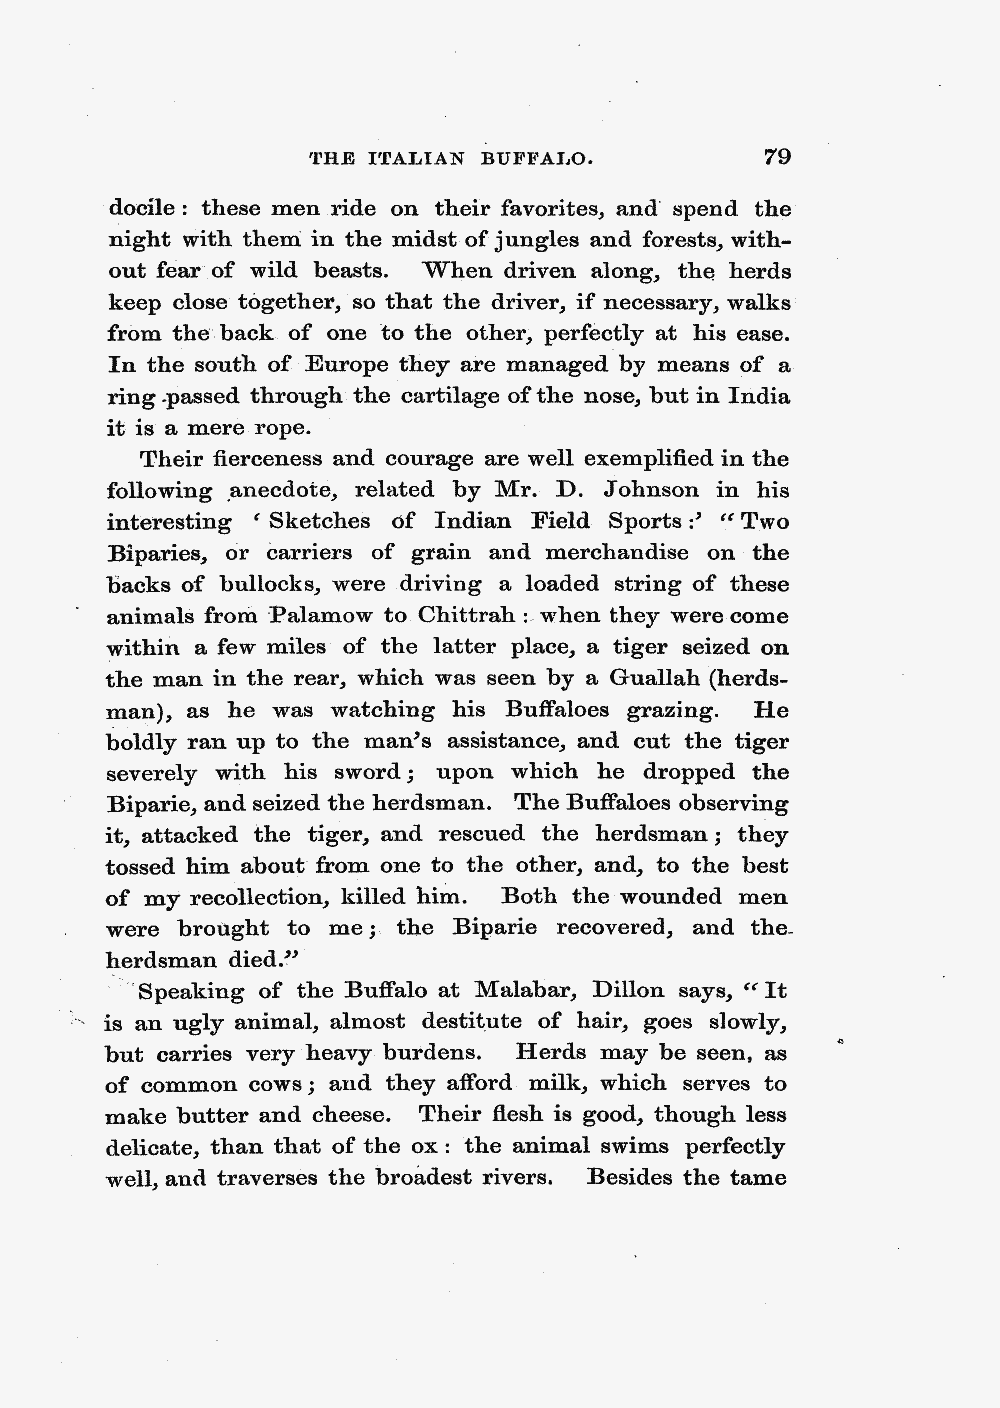 THE ITALIAN BUFFALO. 79
docile : these men ride on their favorites, and spend the
night with them in the midst of jungles and forests, with-
out fear of wild beasts. When driven along, the herds
keep close together, so that the driver, if necessary, walks
from the back of one to the other, perfectly at his ease.
In the south of Europe they are managed by means of a
ring passed through the cartilage of the nose, but in India
it is a mere rope.
Their fierceness and courage are well exemplified in the
following anecdote, related by Mr. D. Johnson in his
interesting ‘ Sketches of Indian Field Sports :’ “ Two
Biparies, or carriers of grain and merchandise on the
backs of bullocks, were driving a loaded string of these
animals from Palamow to Chittrah : when they were come
within a few miles of the latter place, a tiger seized on
the man in the rear, which was seen by a Guallah (herds-
man), as he was watching his Buffaloes grazing. He
boldly ran up to the man’s assistance, and cut the tiger
severely with his sword ; upon which he dropped the
Biparie, and seized the herdsman. The Buffaloes observing
it, attacked the tiger, and rescued the herdsman ; they
tossed him about from one to the other, and, to the best
of my recollection, killed him. Both the wounded men
were brought to me ; the Biparie recovered, and the
herdsman died.”
Speaking of the Buffalo at Malabar, Dillon says, “ It
is an ugly animal, almost destitute of hair, goes slowly,
but carries very heavy burdens. Herds may be seen, as
of common cows ; and they afford milk, which serves to
make butter and cheese. Their flesh is good, though less
delicate, than that of the ox : the animal swims perfectly
well, and traverses the broadest rivers. Besides the tame